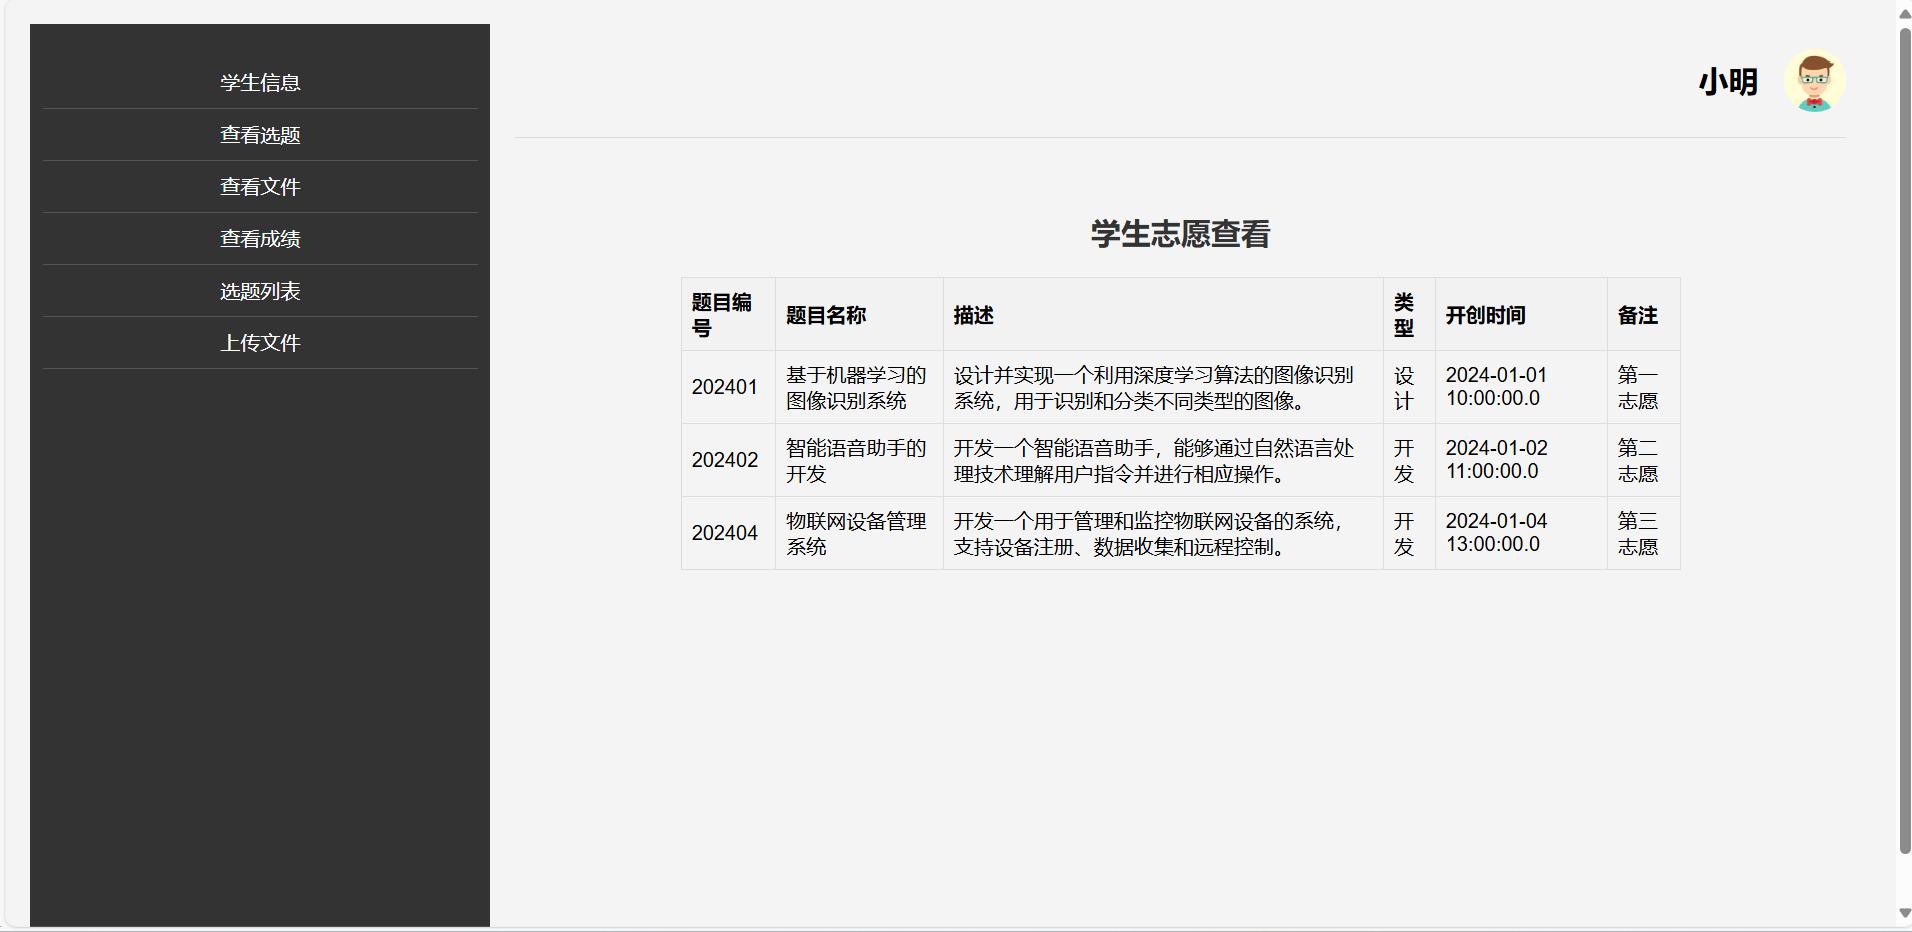 学生信息
查看选题
查看文件
查看成绩
选题列表
上传文件
小明
学生志愿查看
题目编
号
题目名称
描述
类
型
开创时间
备注
202401
基于机器学习的
图像识别系统
设计并实现一个利用深度学习算法的图像识别
系统，用于识别和分类不同类型的图像。
设
计
2024-01-01
10:00:00.0
第一
志愿
202402
智能语音助手的
开发
开发一个智能语音助手，能够通过自然语言处
理技术理解用户指令并进行相应操作。
开
发
2024-01-02
11:00:00.0
第二
志愿
202404
物联网设备管理
系统
开发一个用于管理和监控物联网设备的系统，
支持设备注册、数据收集和远程控制。
开
发
2024-01-04
13:00:00.0
第三
志愿